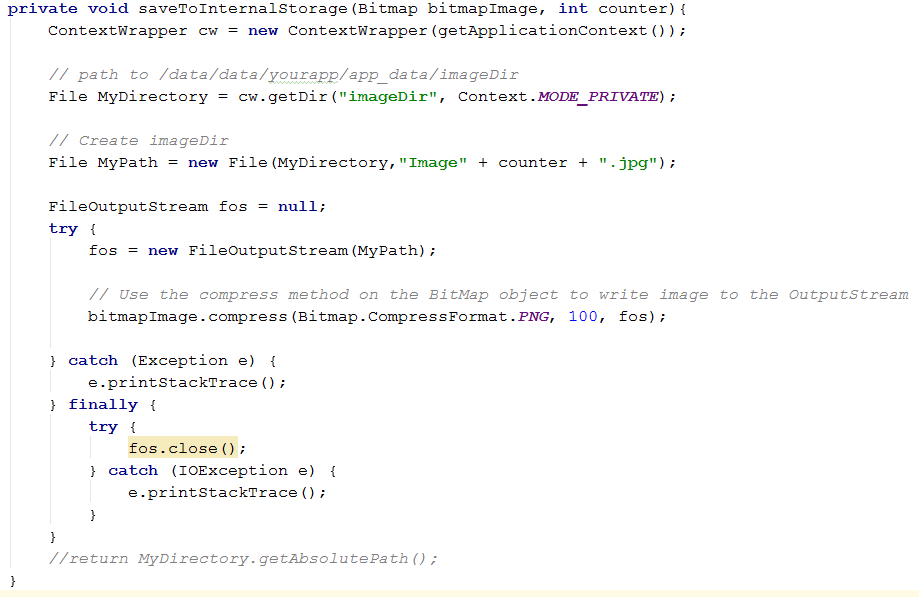 private void saveToInternalStorage(Bitmap bitmapImage, int counter){
    ContextWrapper cw = new ContextWrapper(getApplicationContext());

    // path to /data/data/yourapp/app_data/imageDir
    File MyDirectory = cw.getDir("imageDir", Context.MODE_PRIVATE);

    // Create imageDir
    File MyPath = new File(MyDirectory,"Image" + counter + ".jpg");

    FileOutputStream fos = null;
    try {
        fos = new FileOutputStream(MyPath);

        // Use the compress method on the BitMap object to write image to the OutputStream
        bitmapImage.compress(Bitmap.CompressFormat.PNG, 100, fos);

    } catch (Exception e) {
        e.printStackTrace();
    } finally {
        try {
            fos.close();
        } catch (IOException e) {
            e.printStackTrace();
        }
    }
    //return MyDirectory.getAbsolutePath();
}